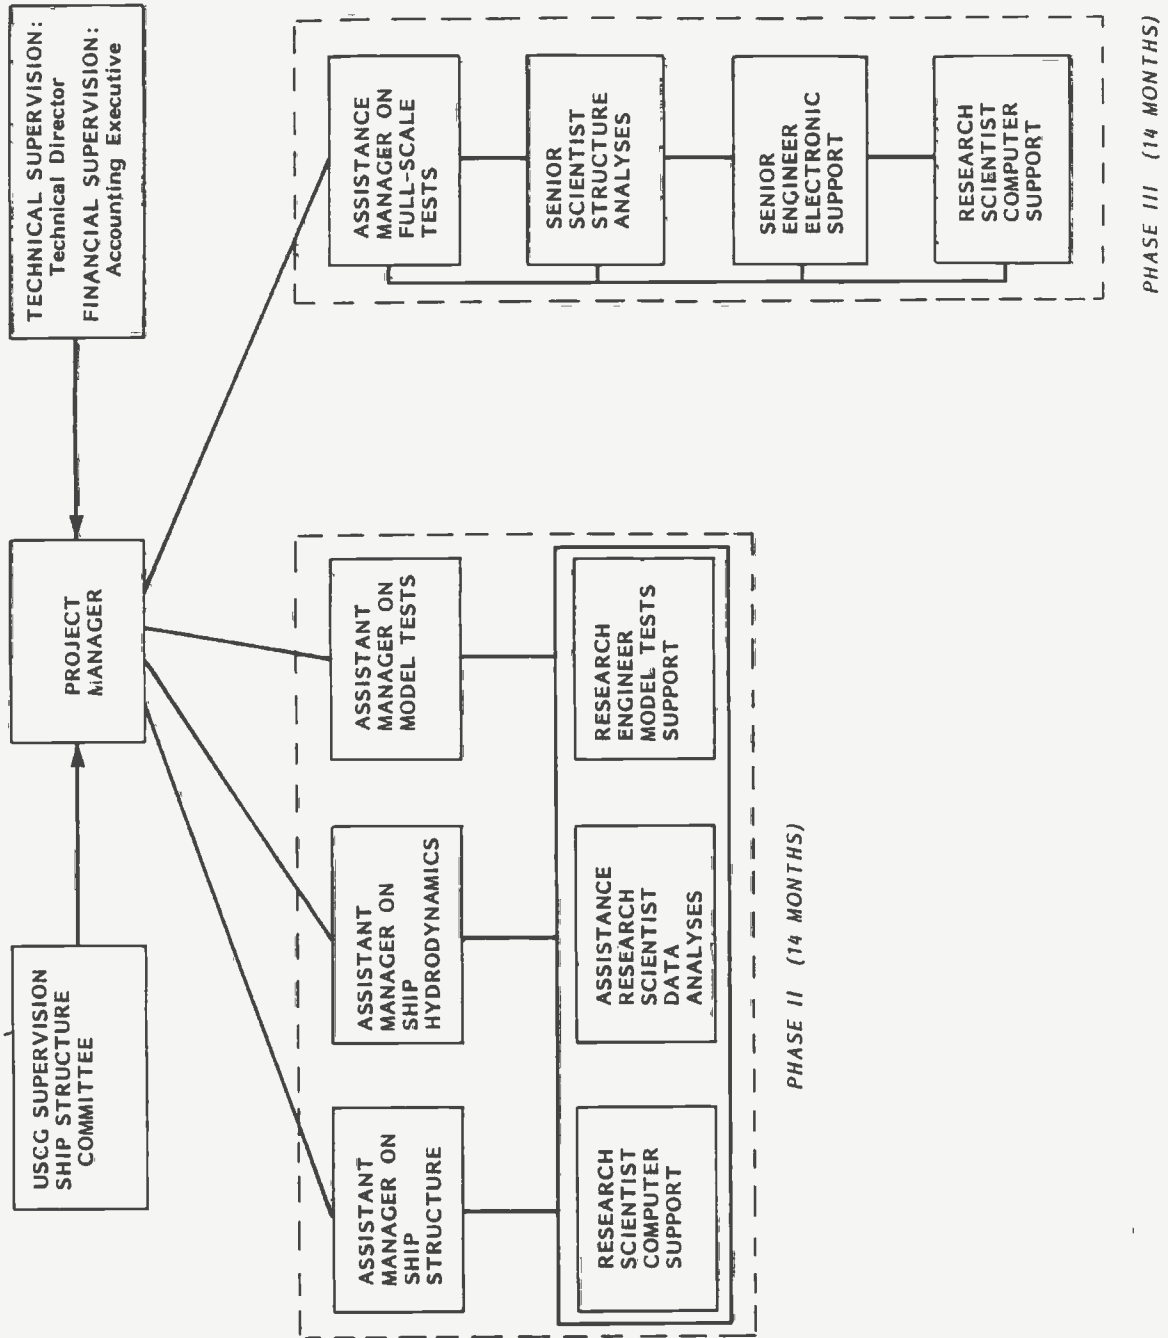 USCG SUPERVISION
SHIP STRUCTURE
COMMITTEE
PROJECT
MANAGER
TECHNICAL SUPERVISION:
Technical Director
FINANCIAL SUPERVISION:
Accounting Executive
ASSISTANT
MANAGER ON
SHIP
STRUCTURE
ASSISTANT
MANAGER ON
SHIP
HYDRODYNAMICS
ASSISTANT
MANAGER ON
MODEL TESTS
RESEARCH
SCIENTIST
COMPUTER
SUPPORT
ASSISTANCE
RESEARCH
SCIENTIST
DATA
ANALYSES
RESEARCH
ENGINEER
MODEL TESTS
SUPPORT
PHASE II (14 MONTHS)
ASSISTANCE
MANAGER ON
FULL-SCALE
TESTS
SENIOR
SCIENTIST
STRUCTURE
ANALYSES
SENIOR
ENGINEER
ELECTRONIC
SUPPORT
RESEARCH
SCIENTIST
COMPUTER
SUPPORT
PHASE III (14 MONTHS)